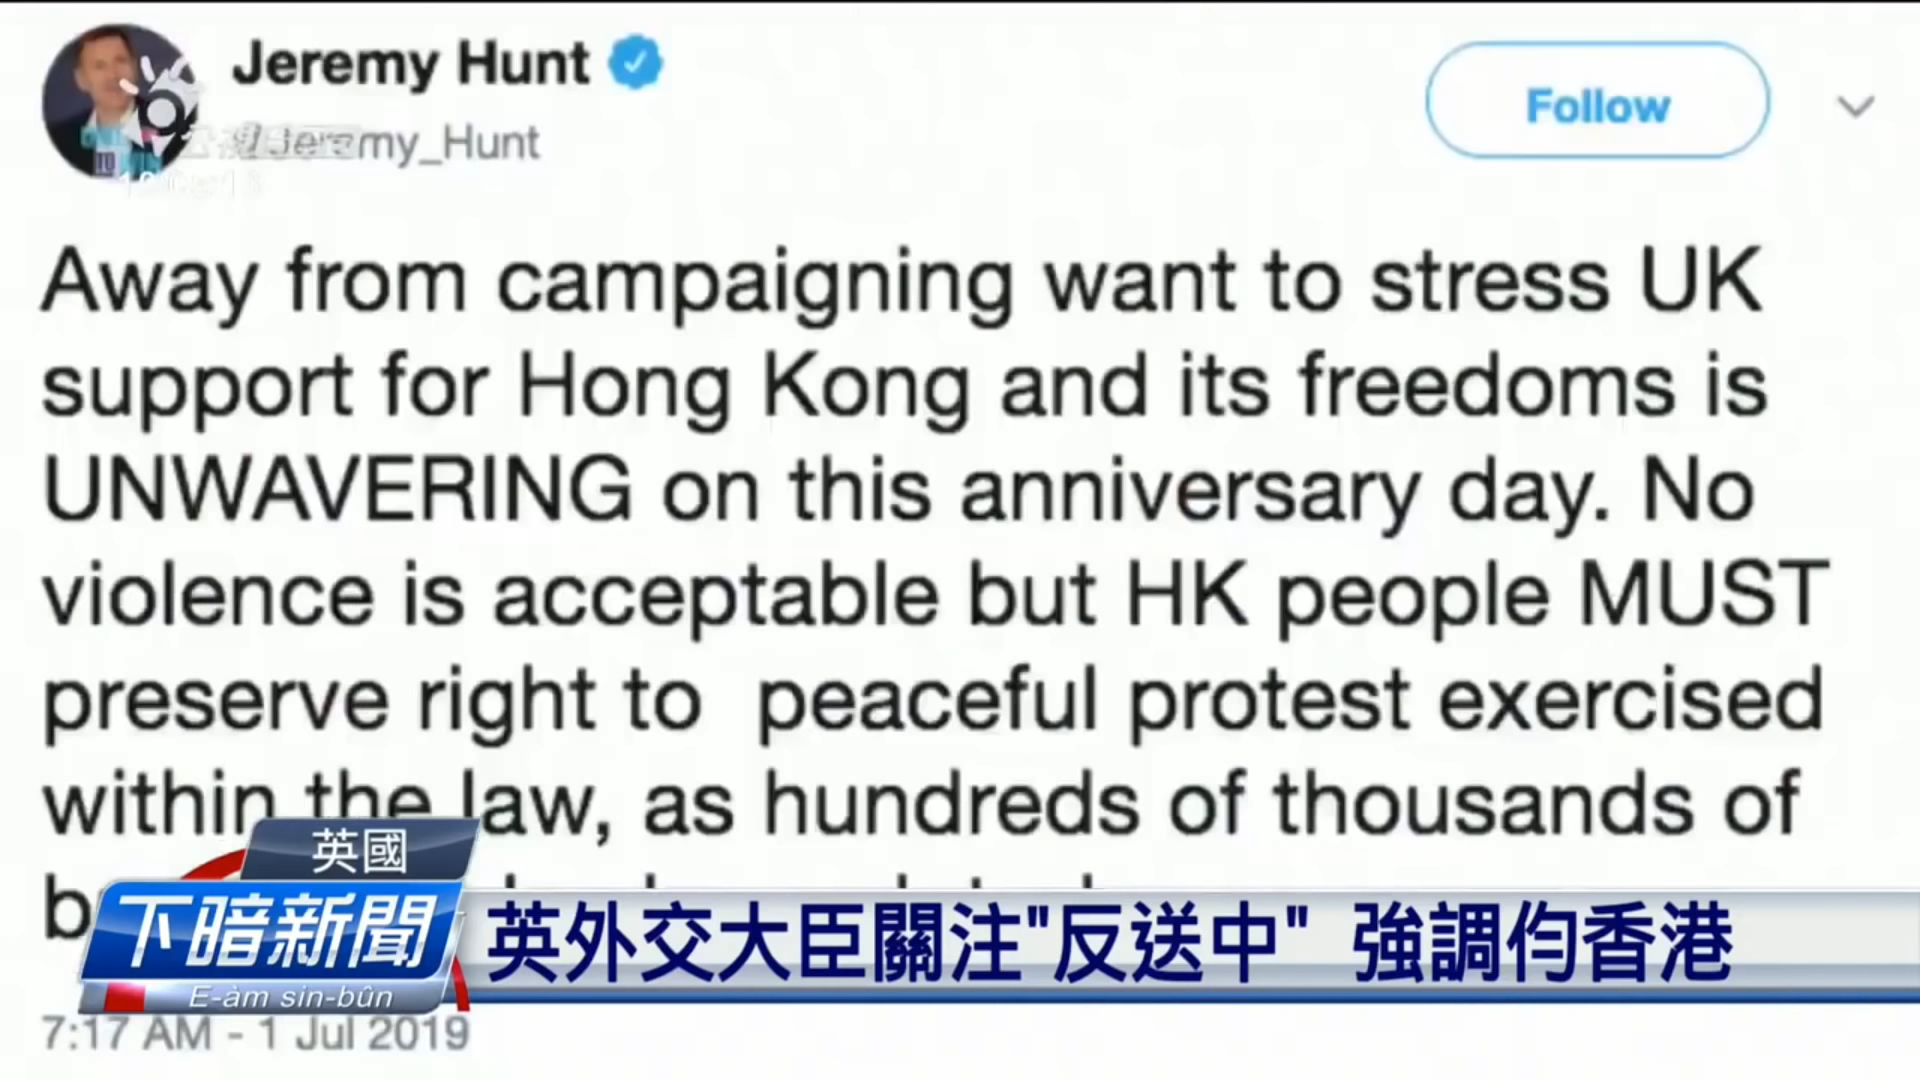 Jeremy Hunt
@Jeremy_Hunt
Follow
Away from campaigning want to stress UK
support for Hong Kong and its freedoms is
UNWAVERING on this anniversary day. No
violence is acceptable but HK people MUST
preserve right to peaceful protest exercised
within the law, as hundreds of thousands of
英國
下暗新聞
E-àm sin-bûn
英外交大臣關注"反送中" 強調伨香港
7:17 AM - 1 Jul 2019